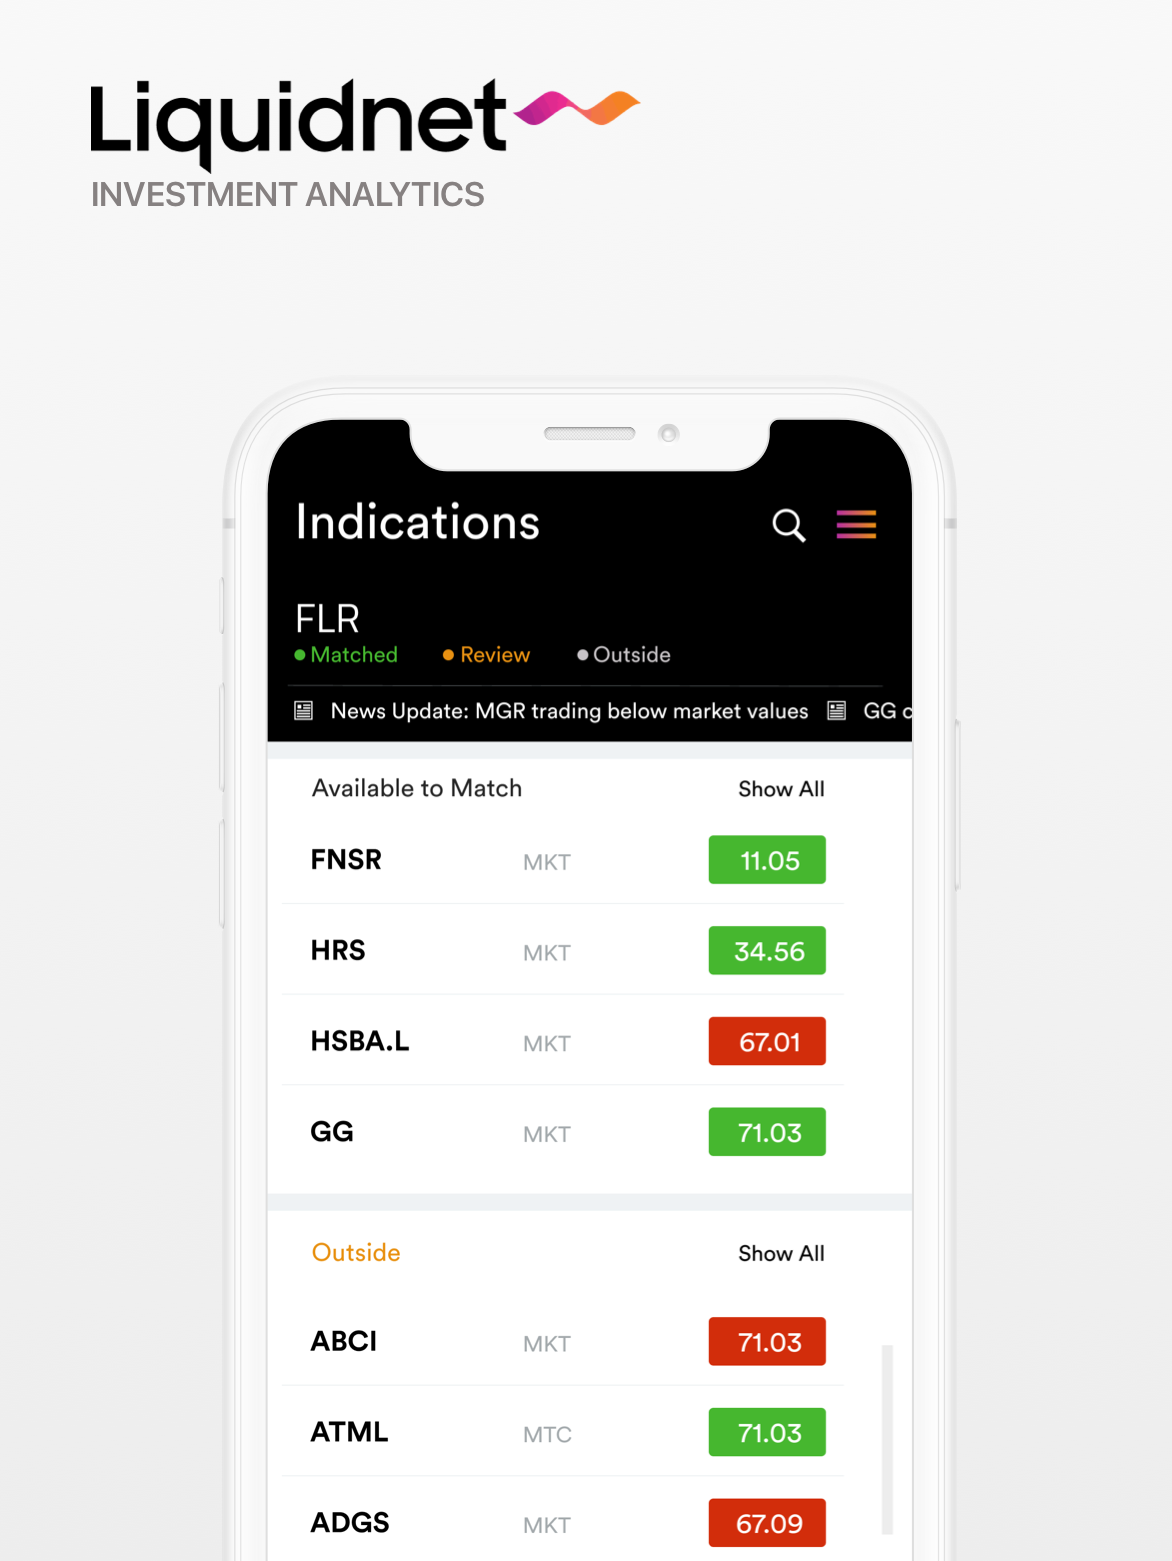 Liquidnet
INVESTMENT ANALYTICS
Indications
FLR
Matched Review Outside
News Update: MGR trading below market values GG
Available to Match Show All
FNSR MKT 11.05
HRS MKT 34.56
HSBA.L MKT 67.01
GG MKT 71.03
Outside Show All
ABCI MKT 71.03
ATML MTC 71.03
ADGS MKT 67.09